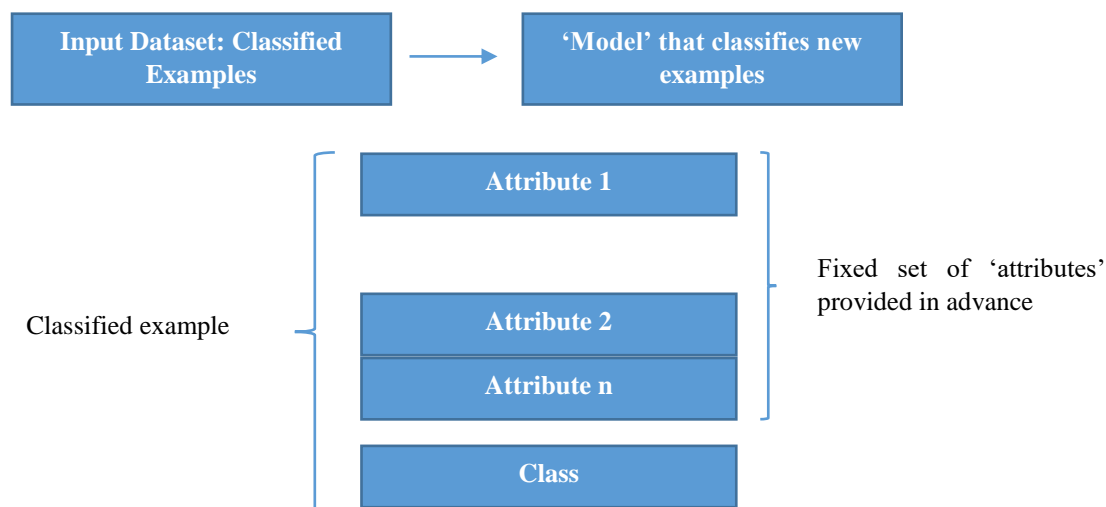 Input Dataset: Classified
Examples
‘Model’ that classifies new
examples
Attribute 1
Fixed set of ‘attributes’
provided in advance
Classified example
Attribute 2
Attribute n
Class